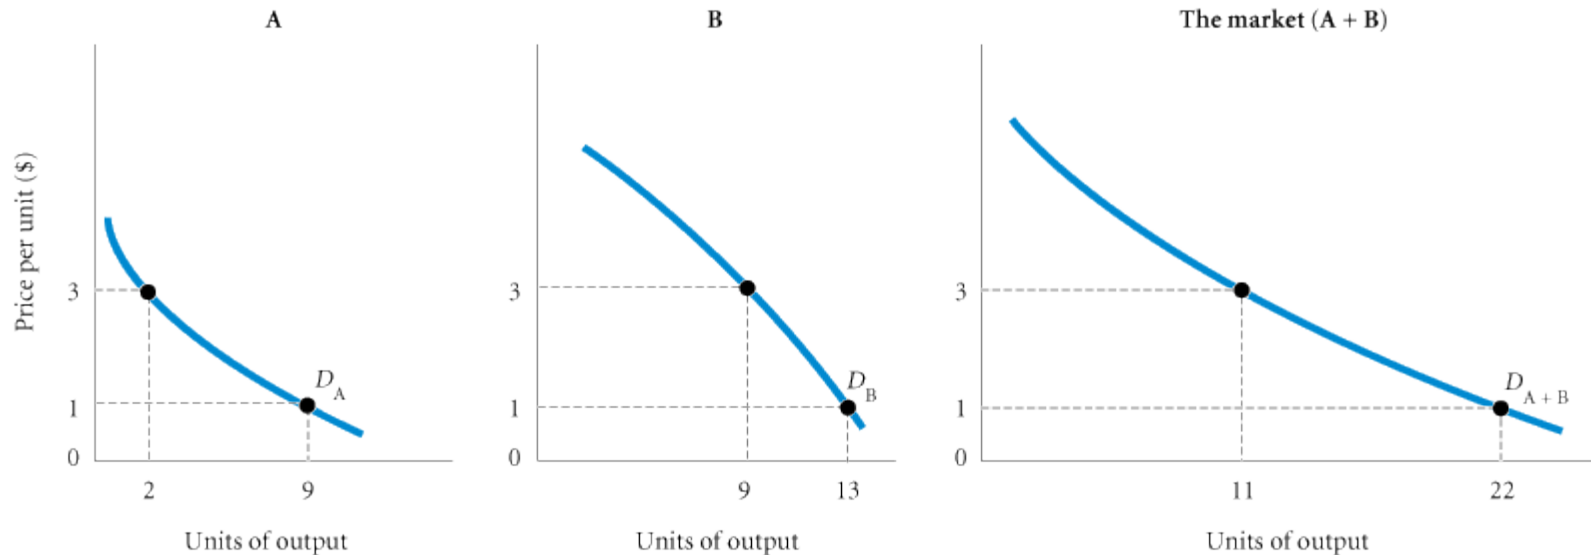 A
B
The market (A + B)
Price per unit ($)
3
1
0
D A
2
9
Units of output
3
1
0
D B
9
13
Units of output
3
1
0
D A + B
11
22
Units of output